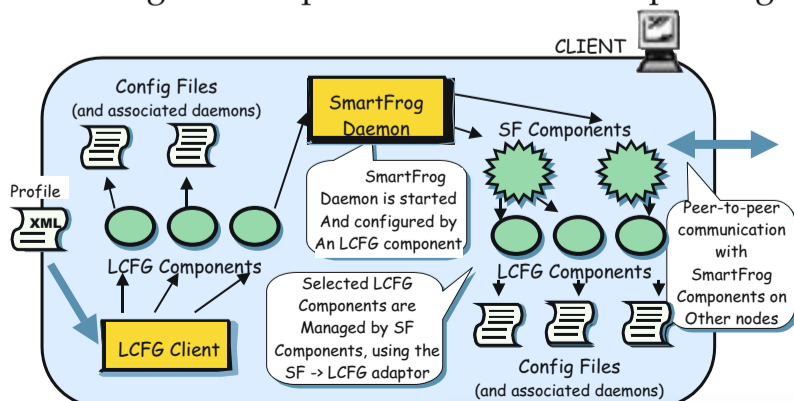 CLIENT
Config Files
(and associated daemons)
SmartFrog
Daemon
SF Components
SmartFrog
Daemon is started
And configured by
An LCFG component
Profile
XML
Peer-to-peer
communication
with
SmartFrog
Components on
Other nodes
LCFG Components
LCFG Components
Selected LCFG
Components are
Managed by SF
Components, using the
SF -> LCFG adaptor
LCFG Client
Config Files
(and associated daemons)